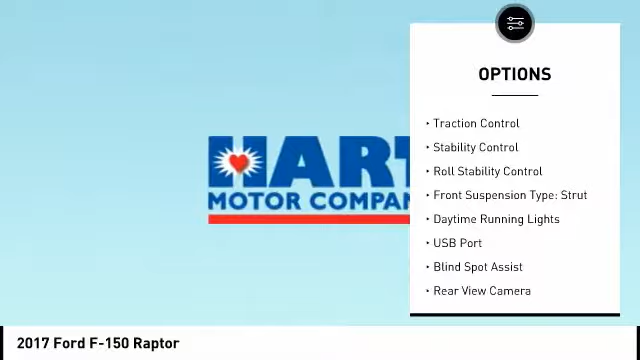 HART
MOTOR COMPAN
OPTIONS
• Traction Control
• Stability Control
• Roll Stability Control
• Front Suspension Type: Strut
• Daytime Running Lights
• USB Port
• Blind Spot Assist
• Rear View Camera
2017 Ford F-150 Raptor